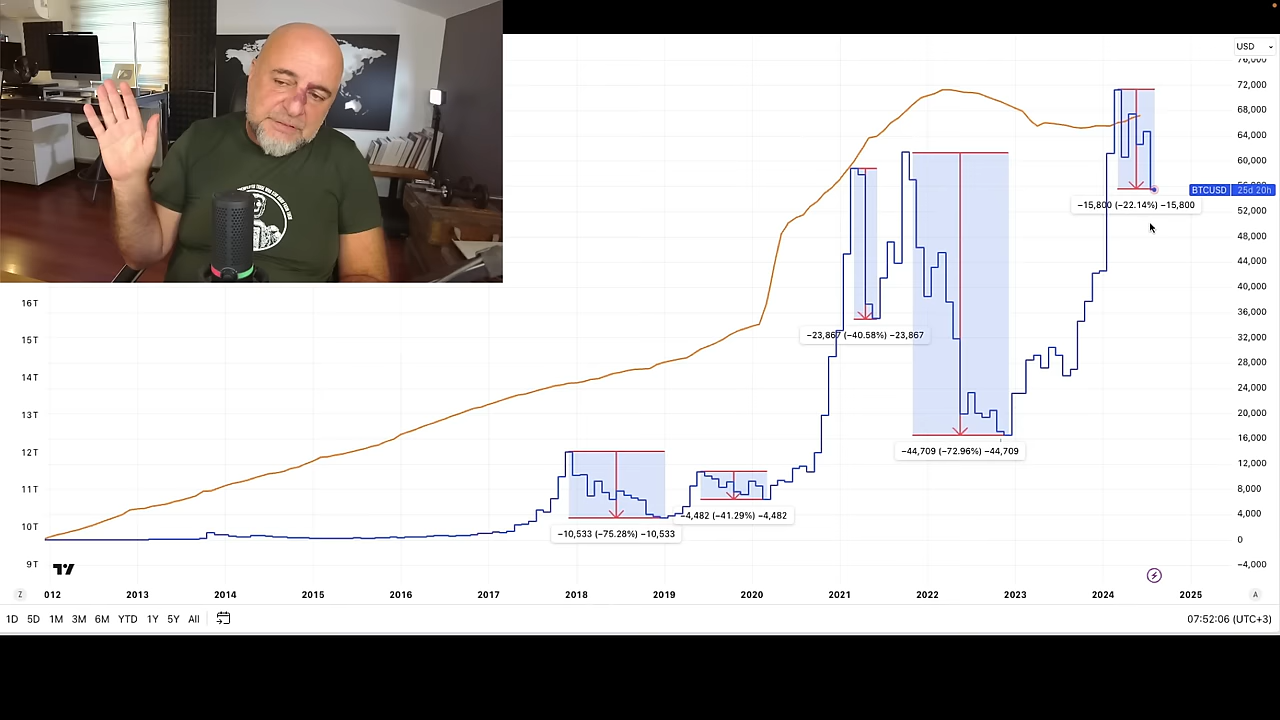 USD
76,000
72,000
68,000
64,000
60,000
56,000
BTCUSD 25d 20h
−15,800 (−22.14%) −15,800
52,000
48,000
44,000
40,000
36,000
−23,867 (−40.58%) −23,867
32,000
28,000
24,000
20,000
16,000
−44,709 (−72.96%) −44,709
12,000
8,000
−4,482 (−41.29%) −4,482
4,000
−10,533 (−75.28%) −10,533
0
−4,000
16T
15T
14T
13T
12T
11T
10T
9T
Z 012 2013 2014 2015 2016 2017 2018 2019 2020 2021 2022 2023 2024 2025 A
1D 5D 1M 3M 6M YTD 1Y 5Y All
07:52:06 (UTC+3)